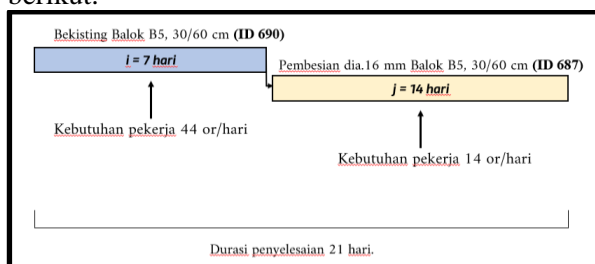 Bekisting Balok B5, 30/60 cm (ID 690)
i = 7 hari
Pembesian dia.16 mm Balok B5, 30/60 cm (ID 687)
j = 14 hari
Kebutuhan pekerja 44 or/hari
Kebutuhan pekerja 14 or/hari
Durasi penyelesaian 21 hari.